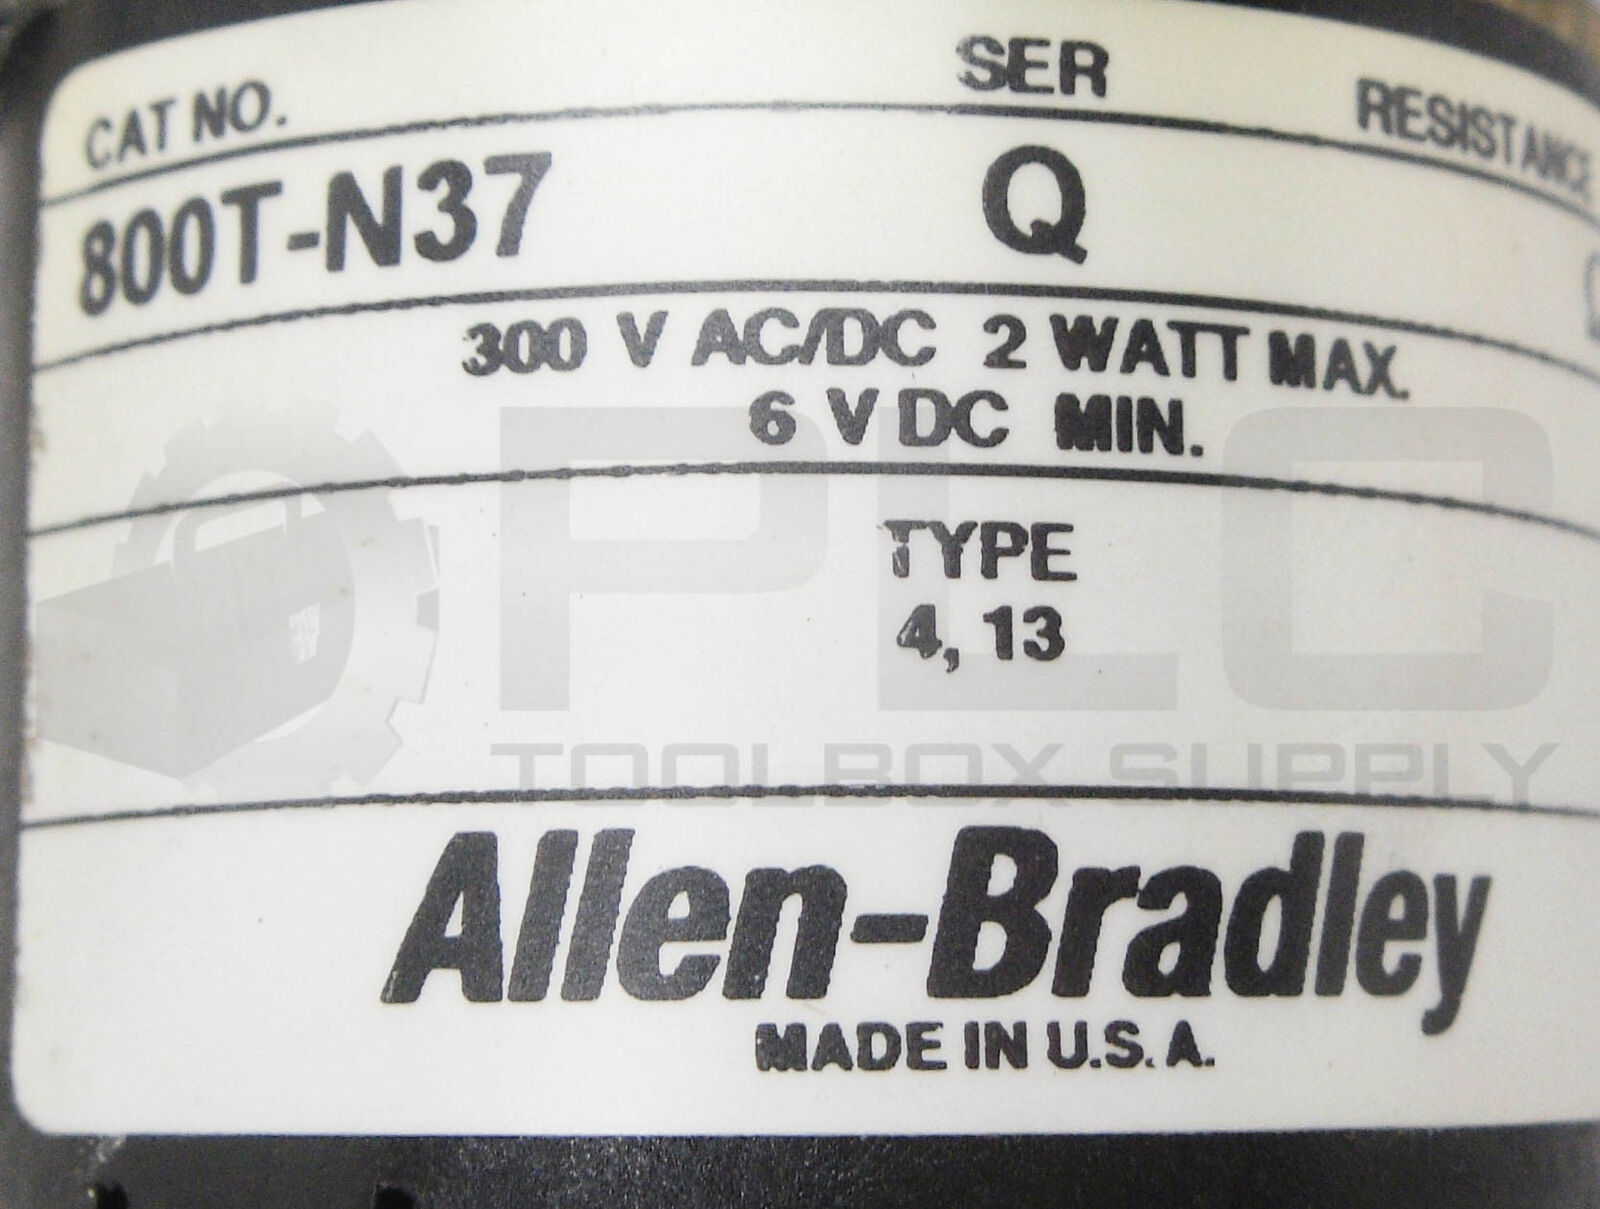 CAT NO. SER RESISTANCE
800T-N37 Q
300 V AC/DC 2 WATT MAX.
6 V DC MIN.
TYPE
4, 13
PLC
TOOLBOX SUPPLY
Allen-Bradley
MADE IN U.S.A.